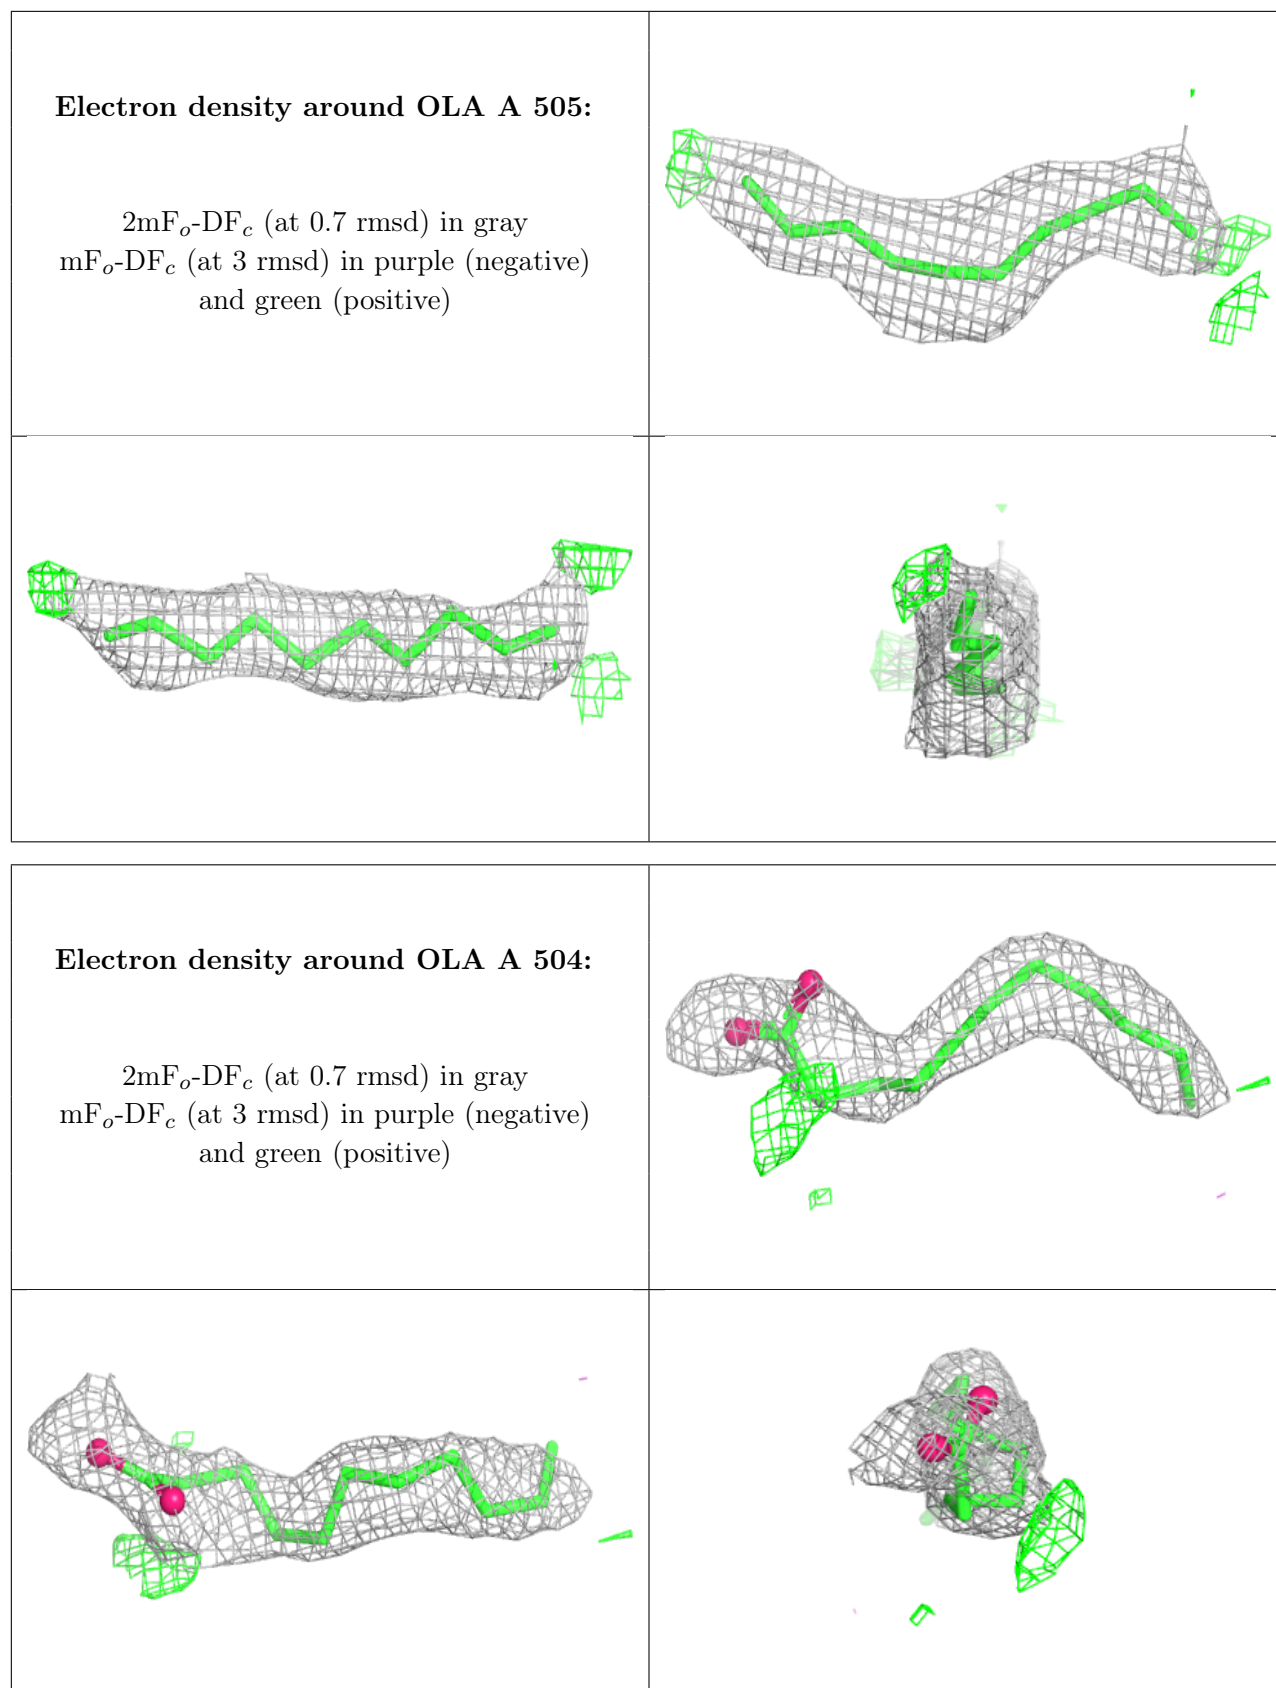 Electron density around OLA A 505:
2mFₒ-DF𝒸 (at 0.7 rmsd) in gray
mFₒ-DF𝒸 (at 3 rmsd) in purple (negative)
and green (positive)
Electron density around OLA A 504:
2mFₒ-DF𝒸 (at 0.7 rmsd) in gray
mFₒ-DF𝒸 (at 3 rmsd) in purple (negative)
and green (positive)